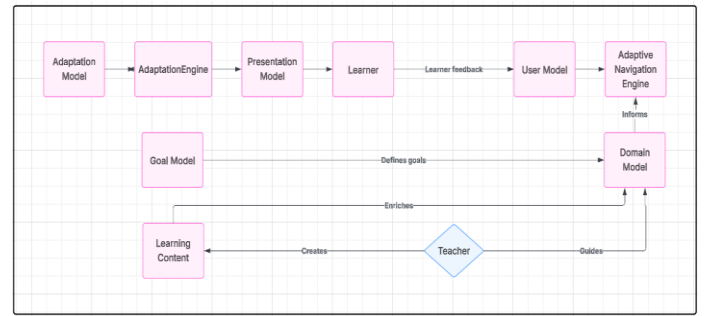 Adaptation
Model
AdaptationEngine
Presentation
Model
Learner
Learner feedback
User Model
Adaptive
Navigation
Engine
Informs
Goal Model
Defines goals
Domain
Model
Enriches
Learning
Content
Creates
Teacher
Guides